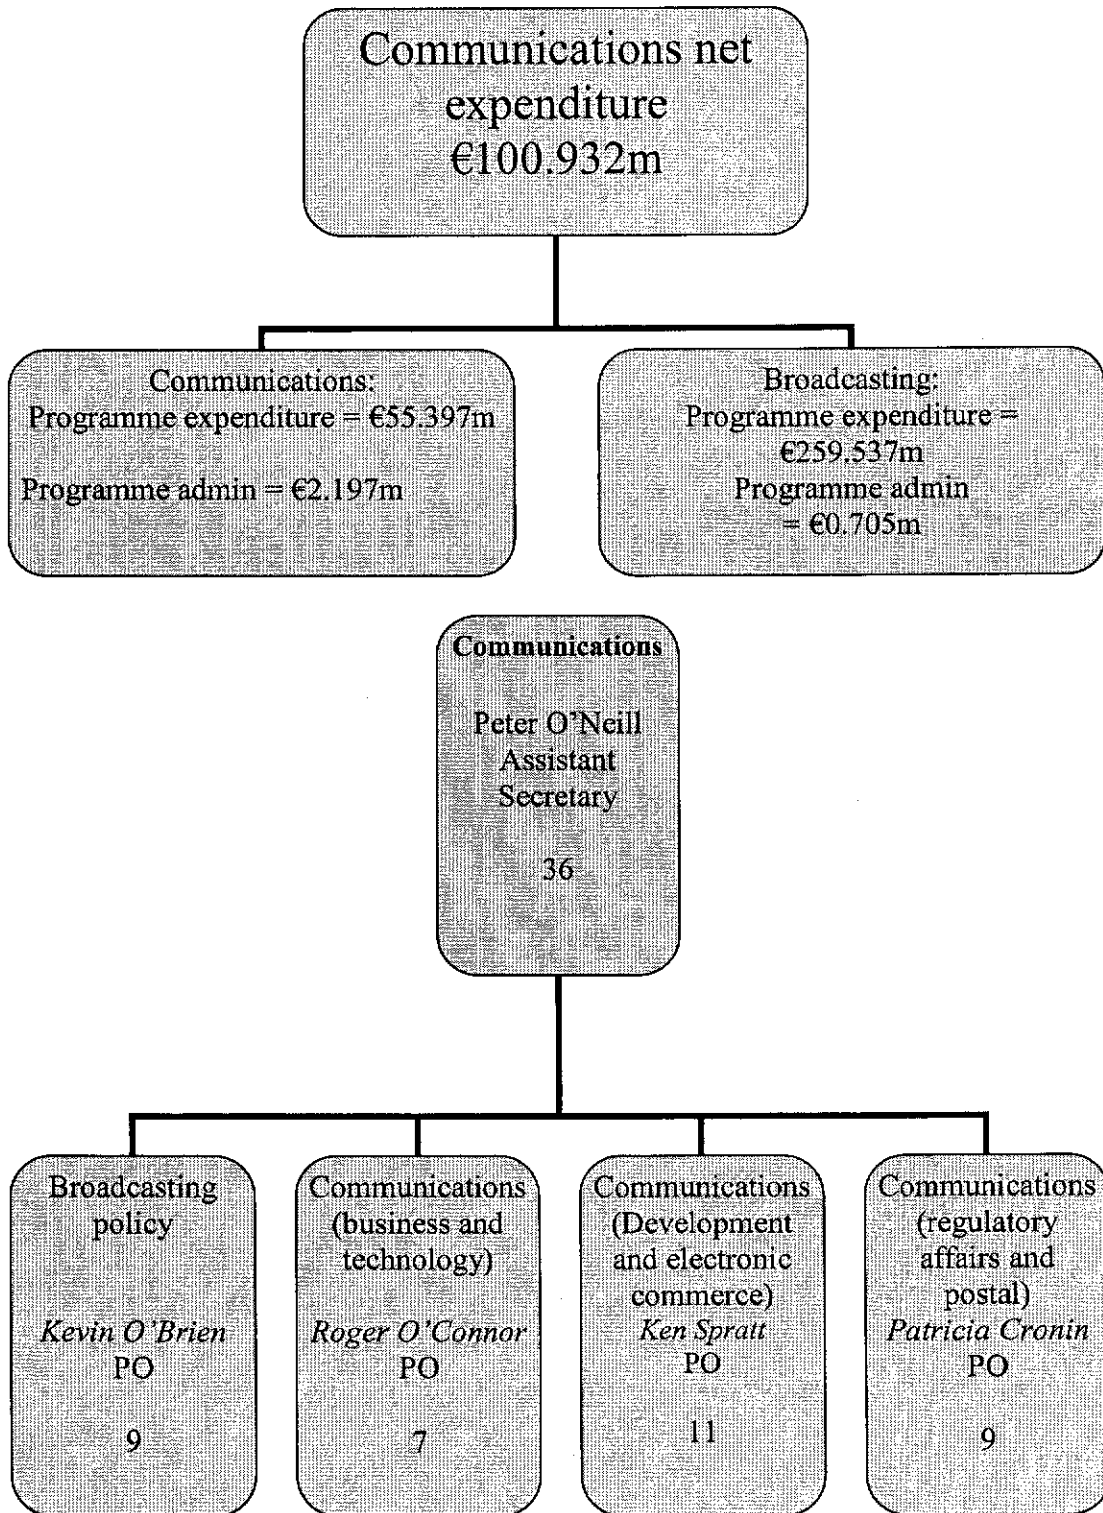 Communications net
expenditure
€100.932m
Communications:
Programme expenditure = €55.397m
Programme admin = €2.197m
Broadcasting:
Programme expenditure =
€259.537m
Programme admin
= €0.705m
Communications
Peter O'Neill
Assistant
Secretary
36
Broadcasting
policy
Kevin O'Brien
PO
9
Communications
(business and
technology)
Roger O'Connor
PO
7
Communications
(Development
and electronic
commerce)
Ken Spratt
PO
11
Communications
(regulatory
affairs and
postal)
Patricia Cronin
PO
9